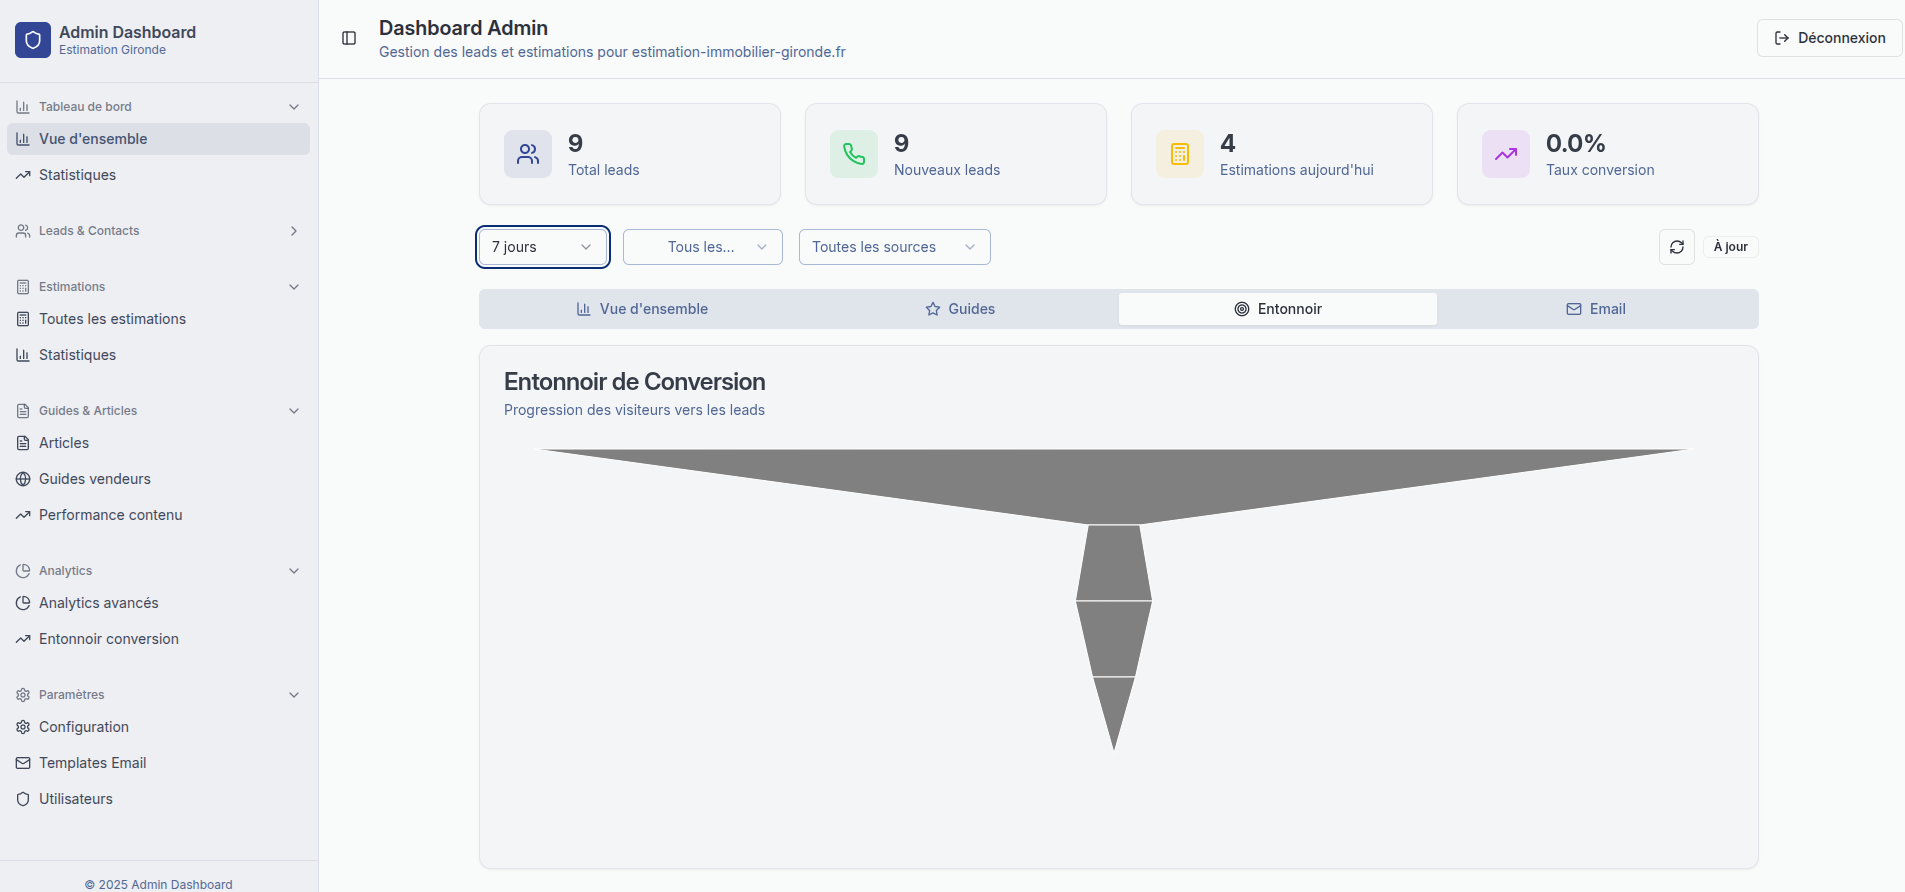 Admin Dashboard
Estimation Gironde
Tableau de bord
Vue d'ensemble
Statistiques
Leads & Contacts
Estimations
Toutes les estimations
Statistiques
Guides & Articles
Articles
Guides vendeurs
Performance contenu
Analytics
Analytics avancés
Entonnoir conversion
Paramètres
Configuration
Templates Email
Utilisateurs
© 2025 Admin Dashboard
Dashboard Admin
Gestion des leads et estimations pour estimation-immobilier-gironde.fr
Déconnexion
9
Total leads
9
Nouveaux leads
4
Estimations aujourd'hui
0.0%
Taux conversion
7 jours
Tous les...
Toutes les sources
À jour
Vue d'ensemble
Guides
Entonnoir
Email
Entonnoir de Conversion
Progression des visiteurs vers les leads